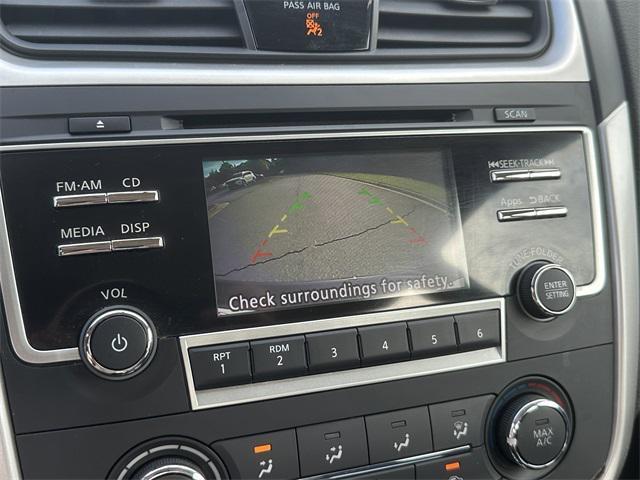 PASS AIR BAG
OFF
2
SCAN
FM·AM CD
SEEK·TRACK
MEDIA DISP
Apps BACK
TUNE·FOLDER
VOL
ENTER
SETTING
Check surroundings for safety.
RPT RDM
1 2 3 4 5 6
MAX
A/C